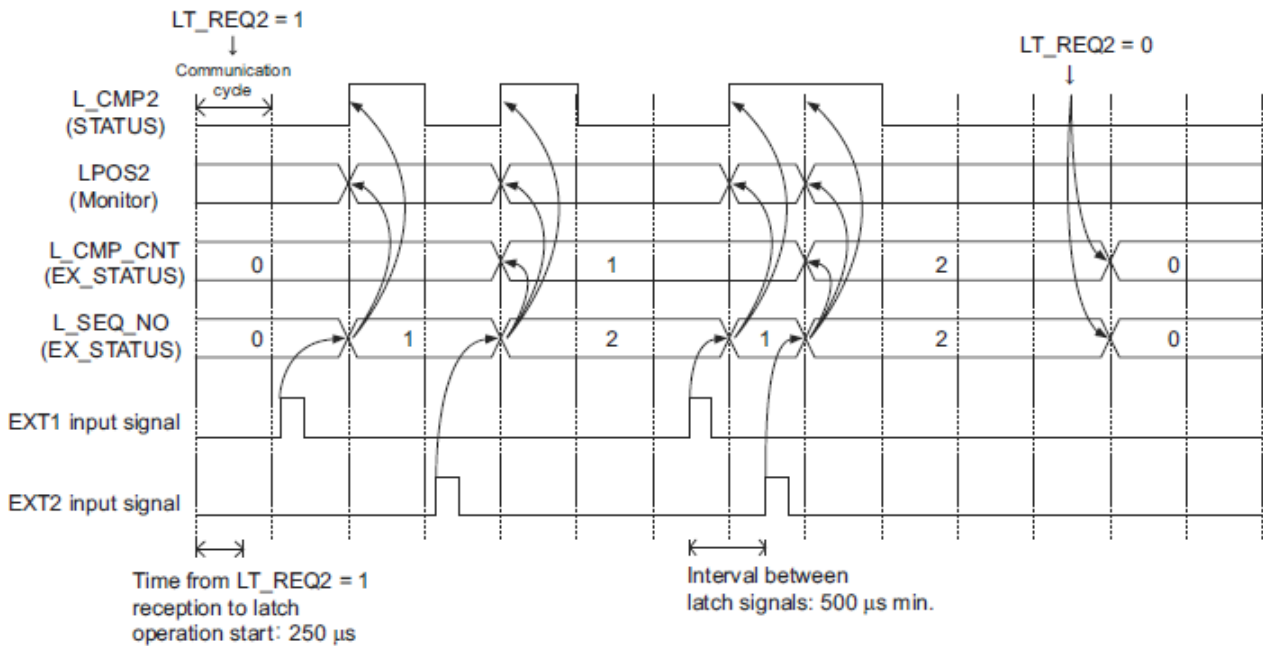 LT_REQ2 = 1
↓
Communication
cycle
LT_REQ2 = 0
↓
L_CMP2
(STATUS)
LPOS2
(Monitor)
L_CMP_CNT
(EX_STATUS)
0
1
2
0
L_SEQ_NO
(EX_STATUS)
0
1
2
1
2
0
EXT1 input signal
EXT2 input signal
Time from LT_REQ2 = 1
reception to latch
operation start: 250 μs
Interval between
latch signals: 500 μs min.